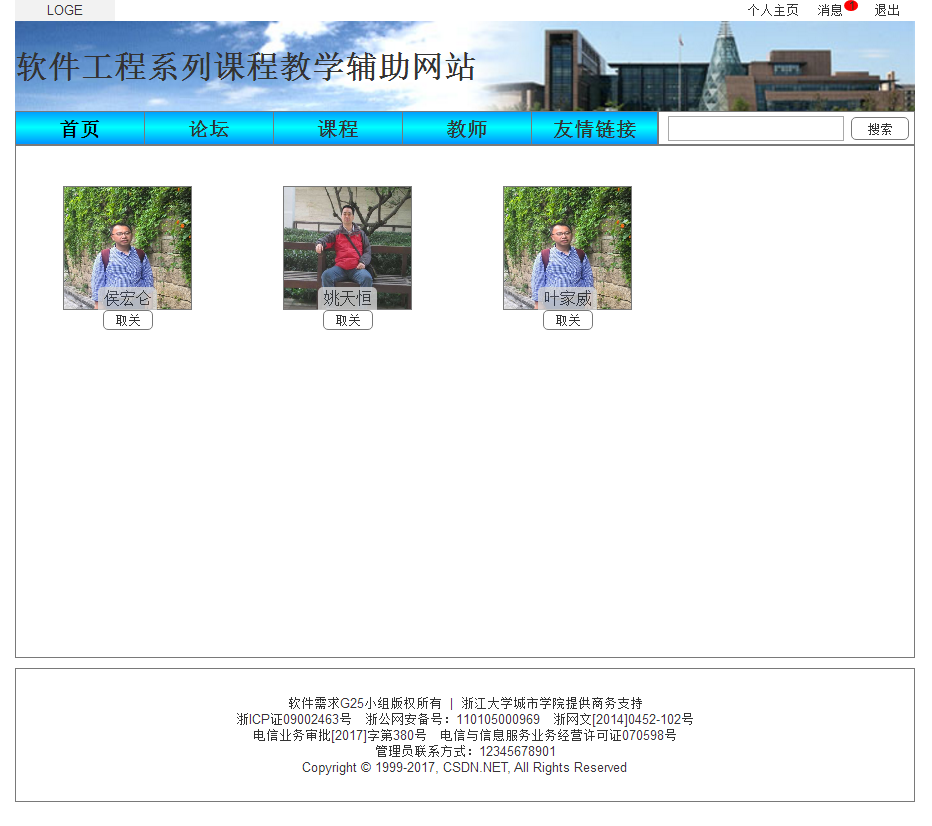 LOGE
个人主页 消息 退出
软件工程系列课程教学辅助网站
首页 论坛 课程 教师 友情链接 搜索
侯宏仑 姚天恒 叶家威
取关 取关 取关
软件需求G25小组版权所有 | 浙江大学城市学院提供商务支持
浙ICP证09002463号 浙公网安备号：110105000969 浙网文[2014]0452-102号
电信业务审批[2017]字第380号 电信与信息服务业务经营许可证070598号
管理员联系方式：12345678901
Copyright © 1999-2017, CSDN.NET, All Rights Reserved